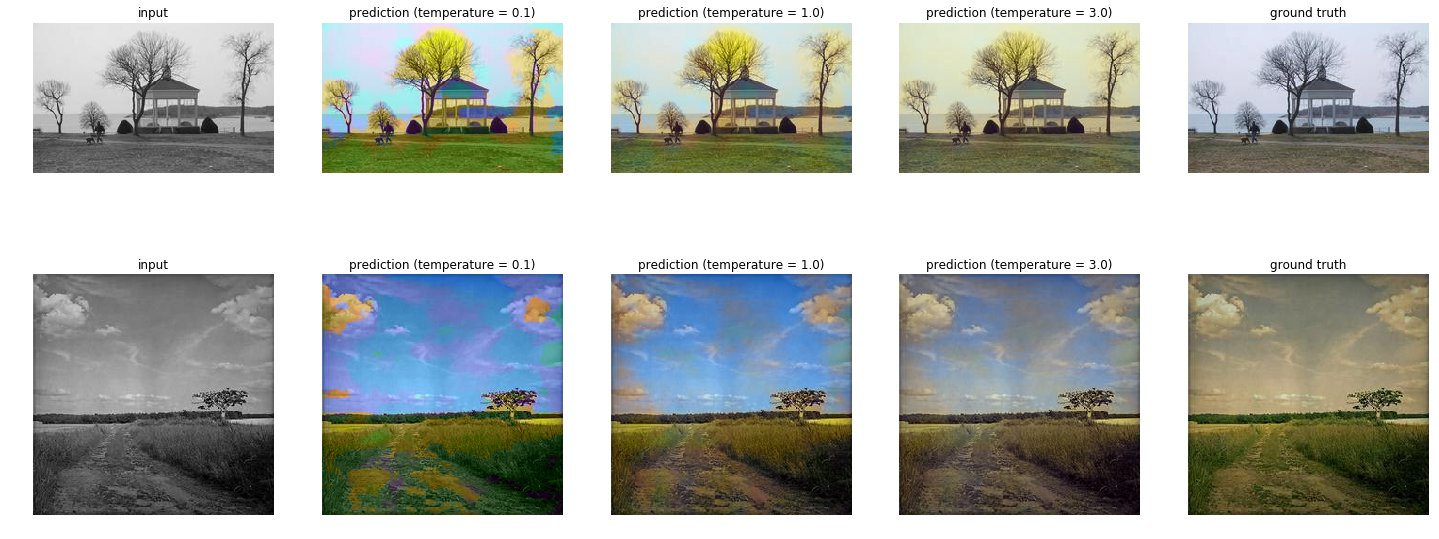 input
prediction (temperature = 0.1)
prediction (temperature = 1.0)
prediction (temperature = 3.0)
ground truth
input
prediction (temperature = 0.1)
prediction (temperature = 1.0)
prediction (temperature = 3.0)
ground truth